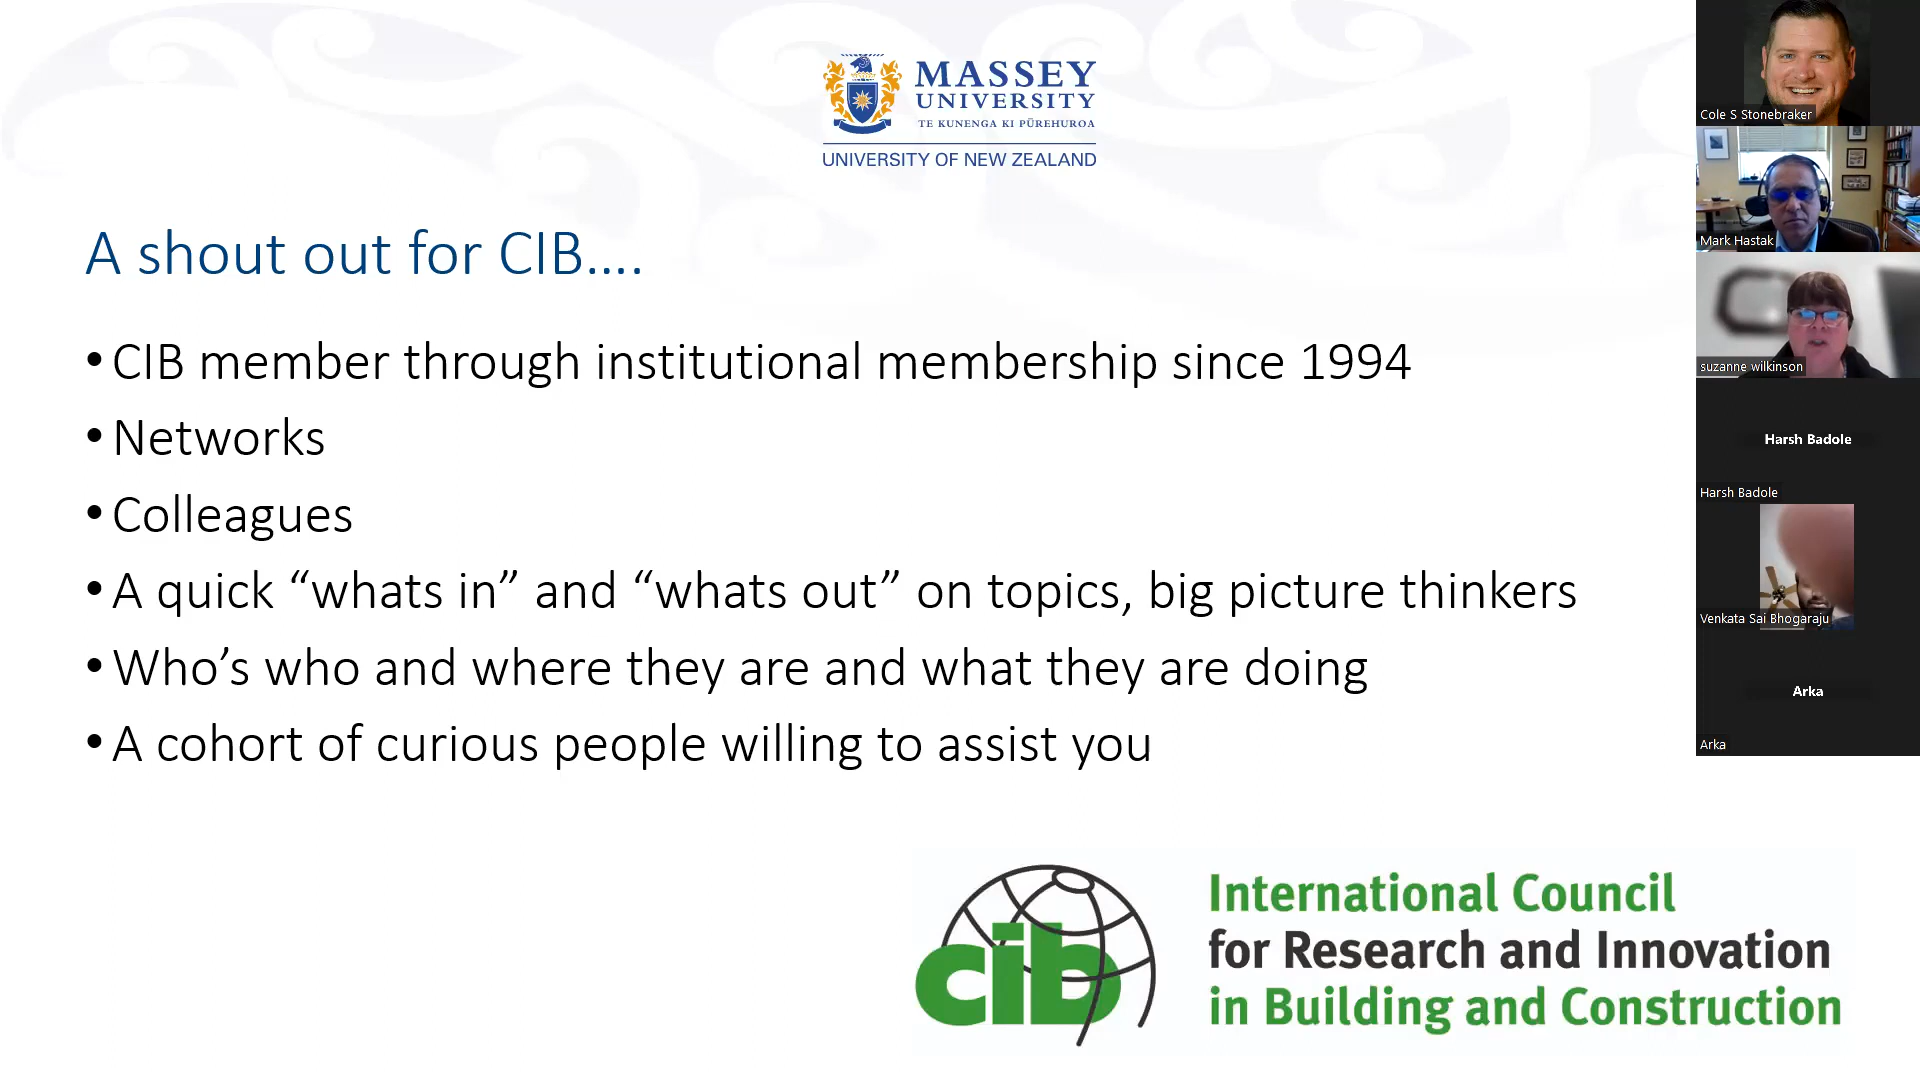 MASSEY
UNIVERSITY
TE KUNENGA KI PŪREHUROA
UNIVERSITY OF NEW ZEALAND
A shout out for CIB….
• CIB member through institutional membership since 1994
• Networks
• Colleagues
• A quick “whats in” and “whats out” on topics, big picture thinkers
• Who’s who and where they are and what they are doing
• A cohort of curious people willing to assist you
cib
International Council
for Research and Innovation
in Building and Construction
Cole S Stonebraker
Mark Hastak
suzanne wilkinson
Harsh Badole
Harsh Badole
Venkata Sai Bhogaraju
Arka
Arka